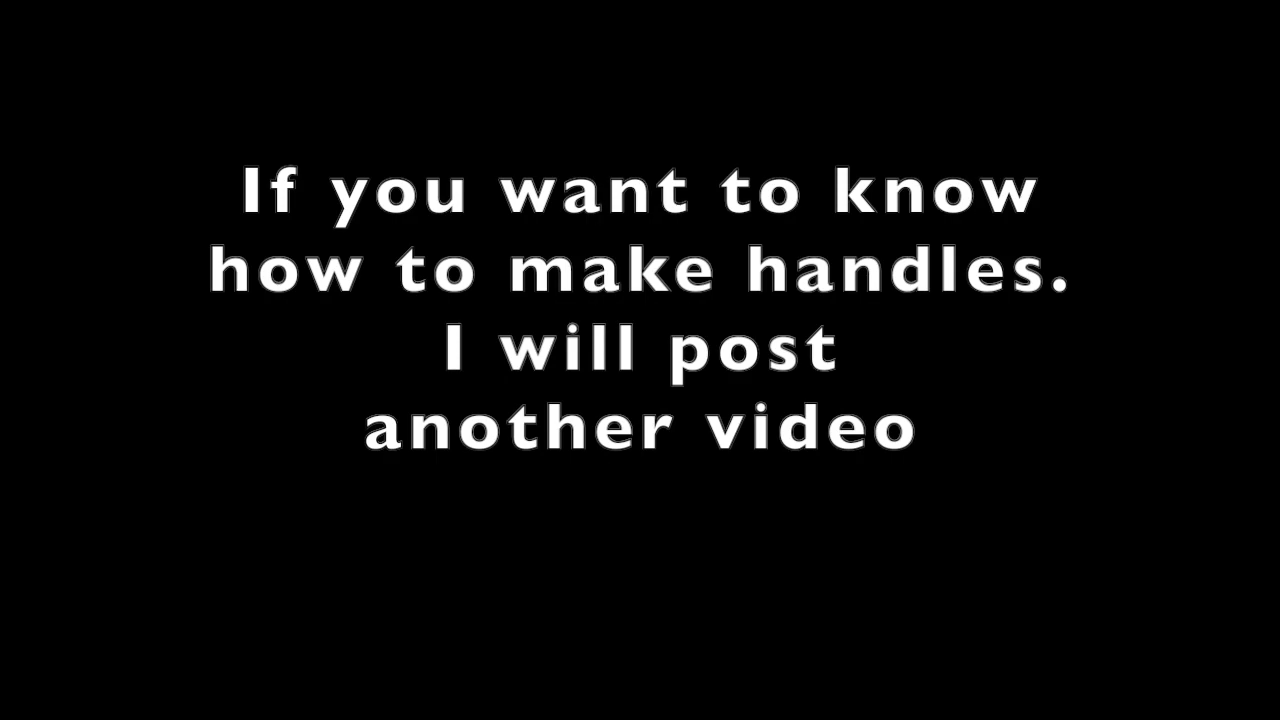 If you want to know
how to make handles.
I will post
another video